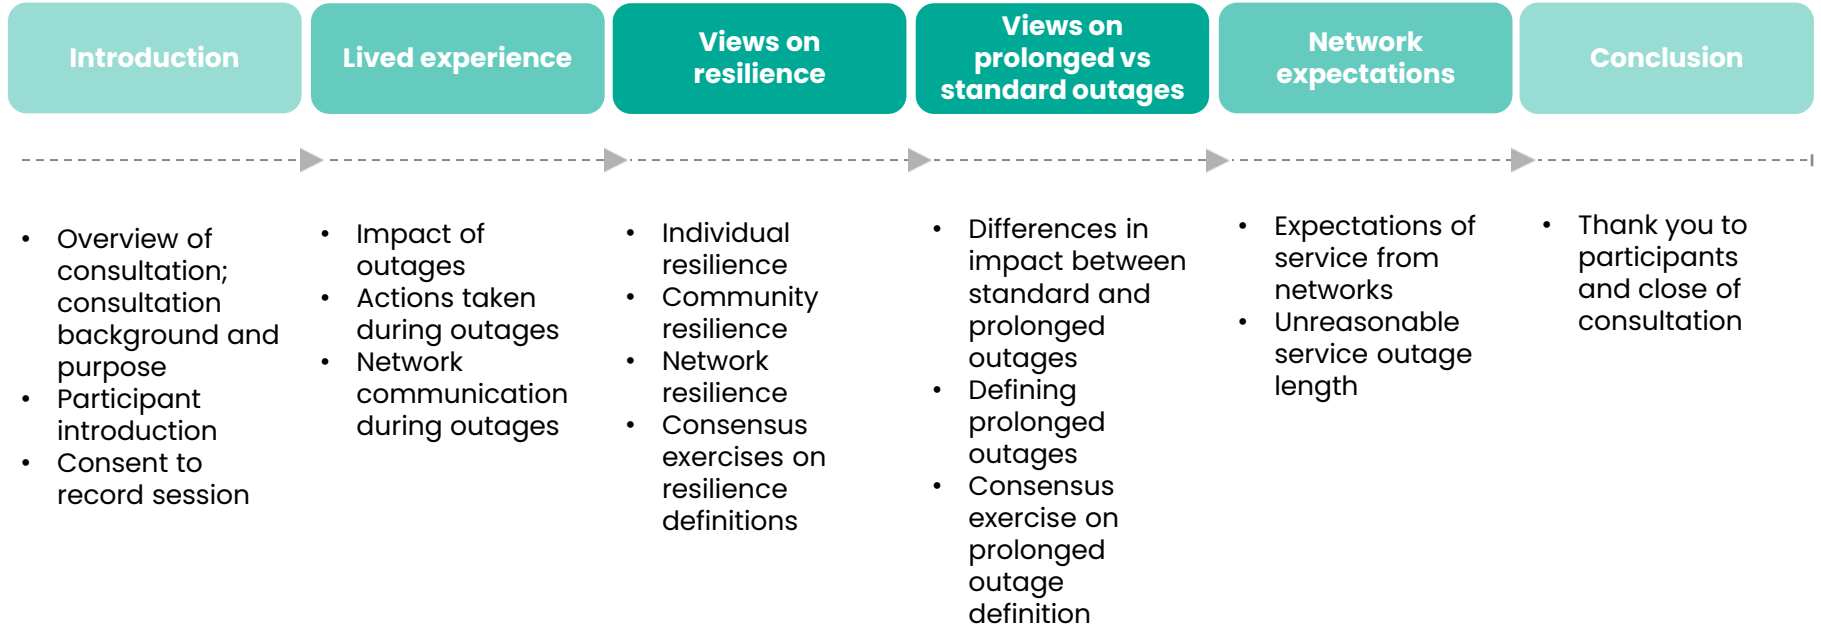 Introduction
Lived experience
Views on
resilience
Views on
prolonged vs
standard outages
Network
expectations
Conclusion
• Overview of
consultation;
consultation
background and
purpose
• Participant
introduction
• Consent to
record session
• Impact of
outages
• Actions taken
during outages
• Network
communication
during outages
• Individual
resilience
• Community
resilience
• Network
resilience
• Consensus
exercises on
resilience
definitions
• Differences in
impact between
standard and
prolonged
outages
• Defining
prolonged
outages
• Consensus
exercise on
prolonged
outage
definition
• Expectations of
service from
networks
• Unreasonable
service outage
length
• Thank you to
participants
and close of
consultation